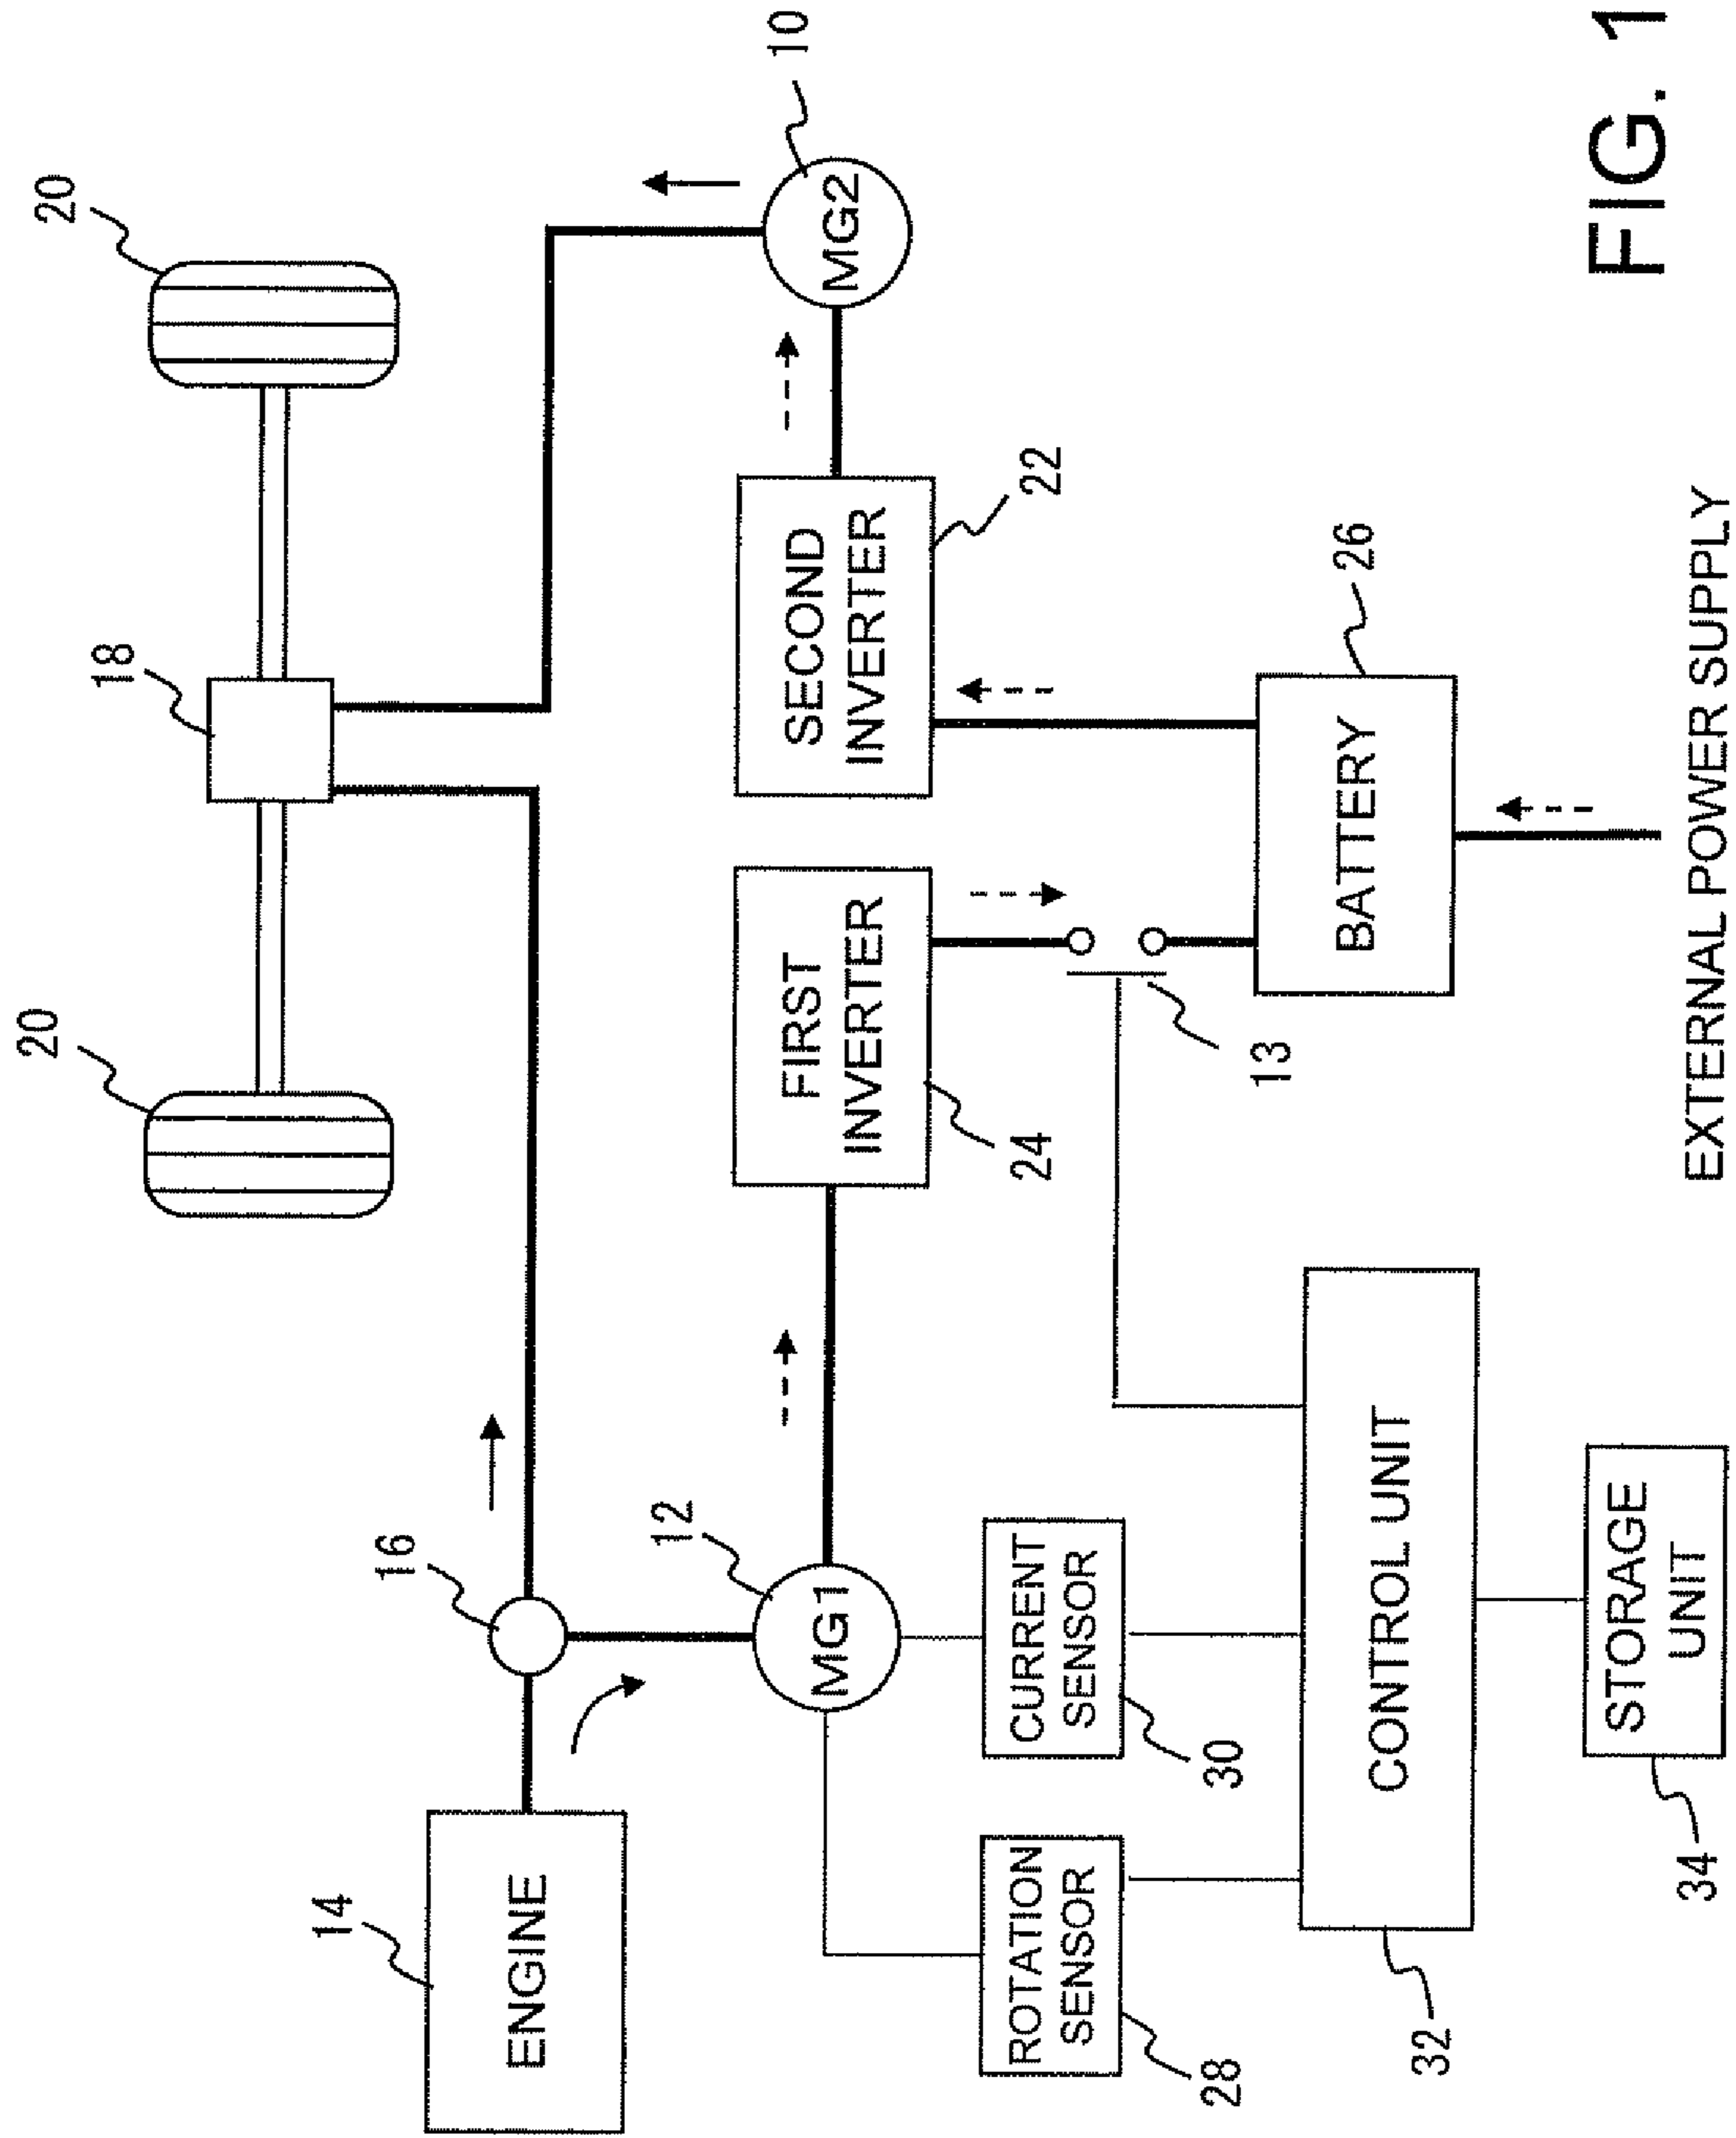 20
18
20
10
16
12
MG2
14
ENGINE
MG1
FIRST
INVERTER
SECOND
INVERTER
24
22
ROTATION
SENSOR
CURRENT
SENSOR
28
30
13
26
CONTROL UNIT
BATTERY
32
STORAGE
UNIT
34
EXTERNAL POWER SUPPLY
FIG. 1